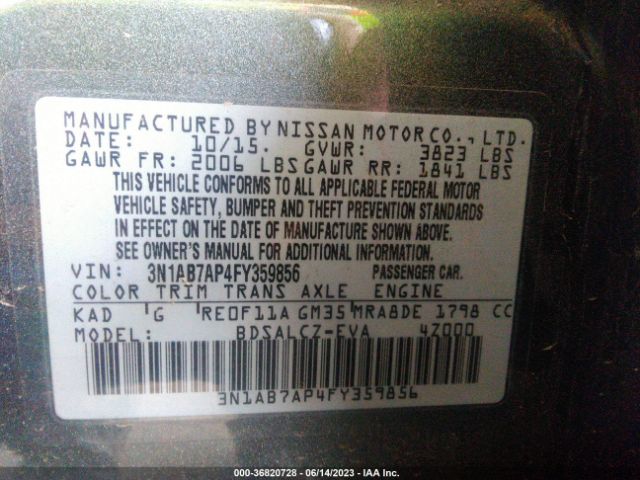 MANUFACTURED BY NISSAN MOTOR CO., LTD.
DATE: 10/15. GVWR: 3823 LBS
GAWR FR: 2006 LBS GAWR RR: 1841 LBS
THIS VEHICLE CONFORMS TO ALL APPLICABLE FEDERAL MOTOR
VEHICLE SAFETY, BUMPER AND THEFT PREVENTION STANDARDS
IN EFFECT ON THE DATE OF MANUFACTURE SHOWN ABOVE.
SEE OWNER'S MANUAL FOR ADDITIONAL INFORMATION.
VIN: 3N1AB7AP4FY359856 PASSENGER CAR.
COLOR TRIM TRANS AXLE ENGINE
KAD G RE0F11A GM35 MRA8DE 1798 CC
MODEL: BDSALCZ-EVA 4Z000
3N1AB7AP4FY359856
000-36820728 - 06/14/2023 - IAA Inc.